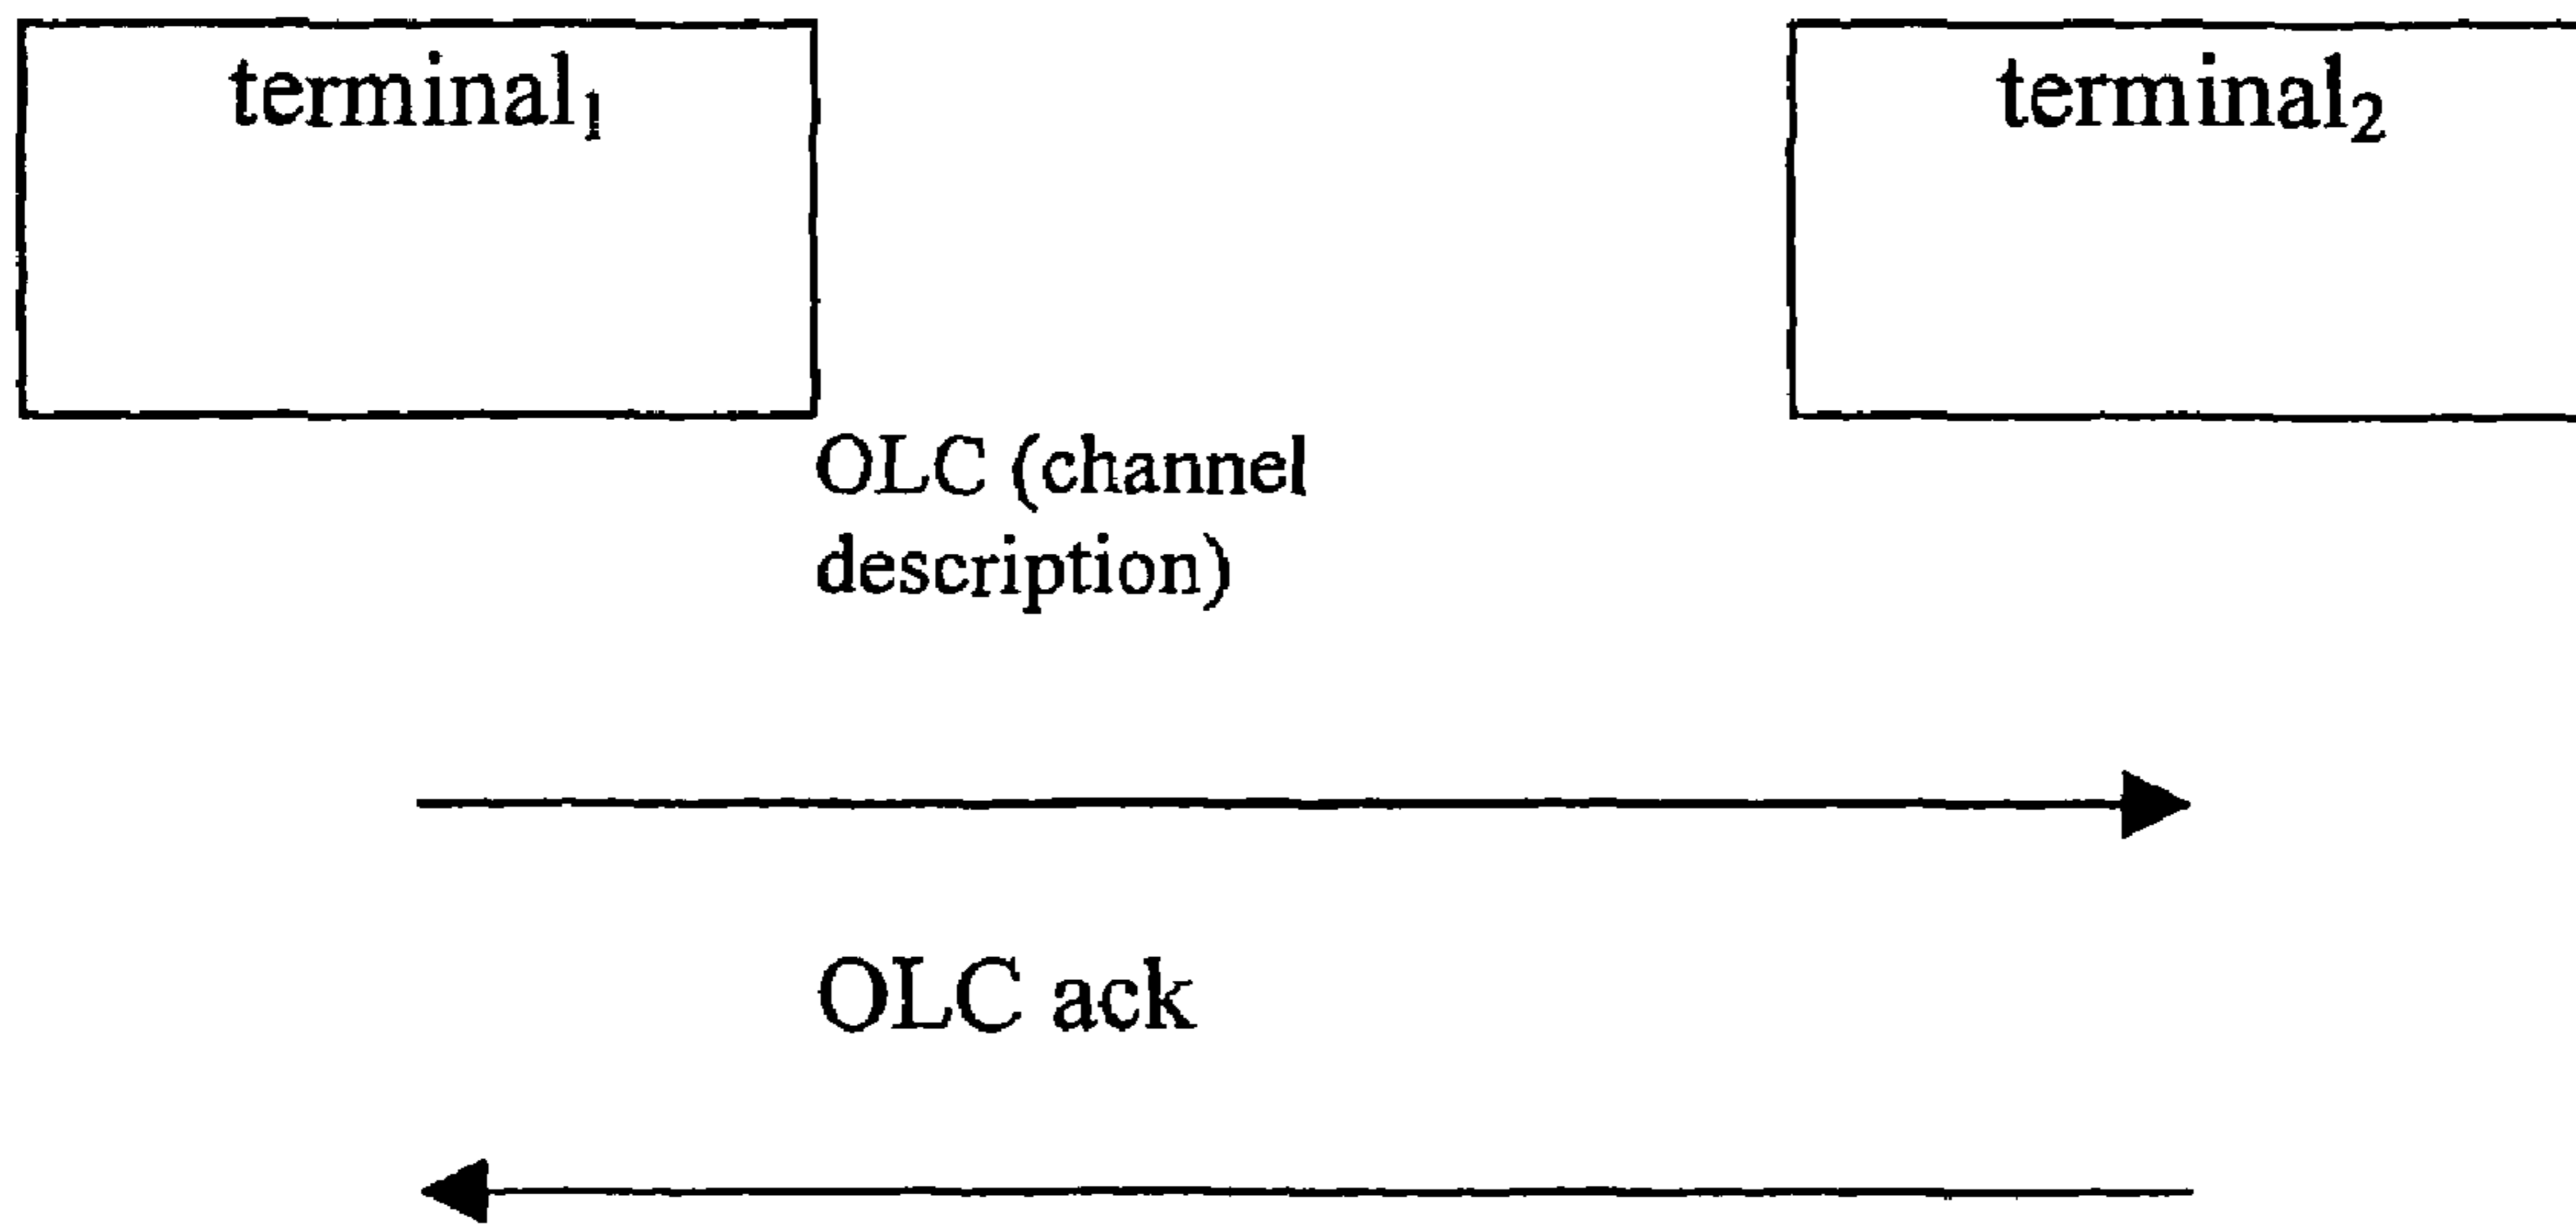 terminal₁
terminal₂
OLC (channel
description)
OLC ack